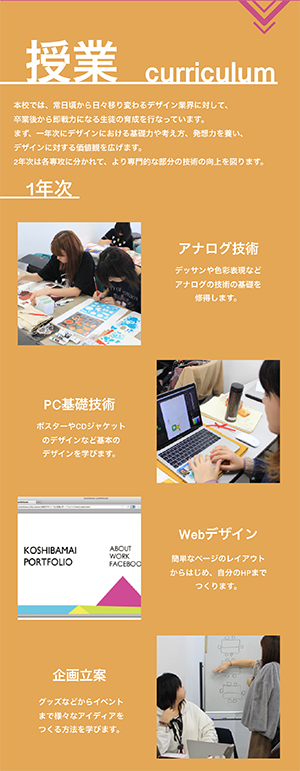 授業 curriculum
本校では、常日頃から日々移り変わるデザイン業界に対して、
卒業後から即戦力になる生徒の育成を行なっています。
まず、一年次にデザインにおける基礎力や考え方、発想力を養い、
デザインに対する価値観を広げます。
2年次は各専攻に分かれて、より専門的な部分の技術の向上を図ります。
1年次
アナログ技術
デッサンや色彩表現など
アナログの技術の基礎を
修得します。
PC基礎技術
ポスターやCDジャケット
のデザインなど基本の
デザインを学びます。
Webデザイン
簡単なページのレイアウト
からはじめ、自分のHPまで
つくります。
KOSHIBAMAI
PORTFOLIO
ABOUT
WORK
FACEBOO
企画立案
グッズなどからイベント
まで様々なアイディアを
つくる方法を学びます。